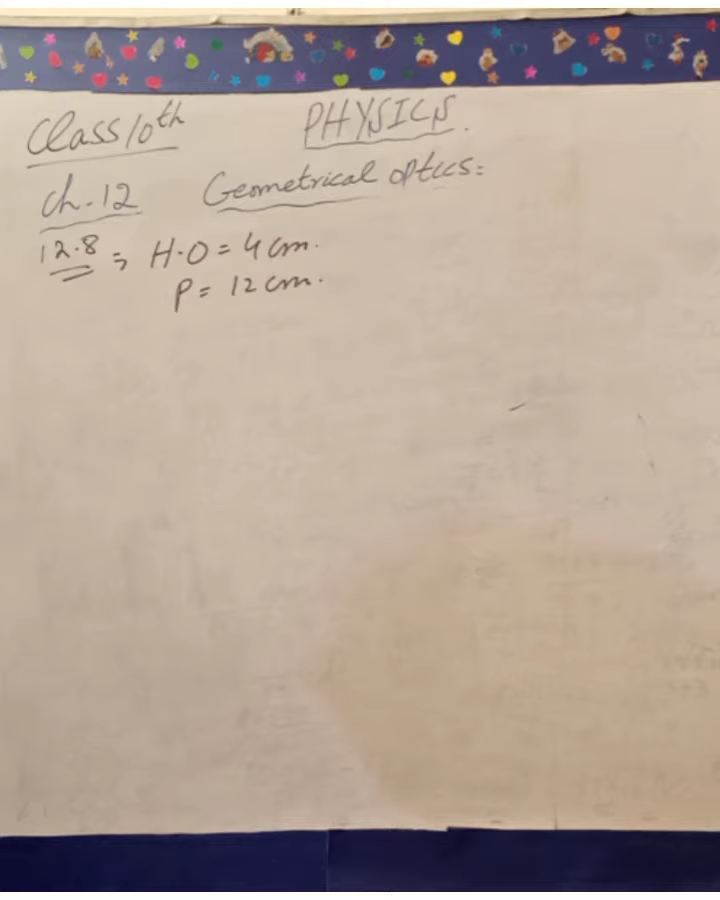 Class 10th PHYSICS.
Ch.12 Geometrical optics:
12.8 => H.O = 4 cm.
P = 12 cm.